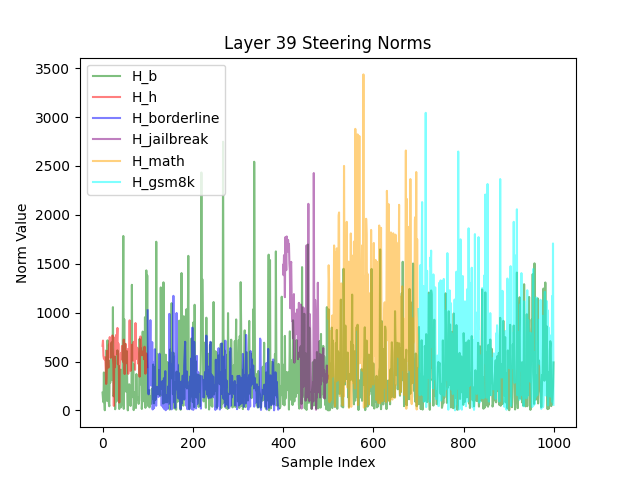 Layer 39 Steering Norms
H_b
H_h
H_borderline
H_jailbreak
H_math
H_gsm8k
Norm Value
3500
3000
2500
2000
1500
1000
500
0
0
200
400
600
800
1000
Sample Index